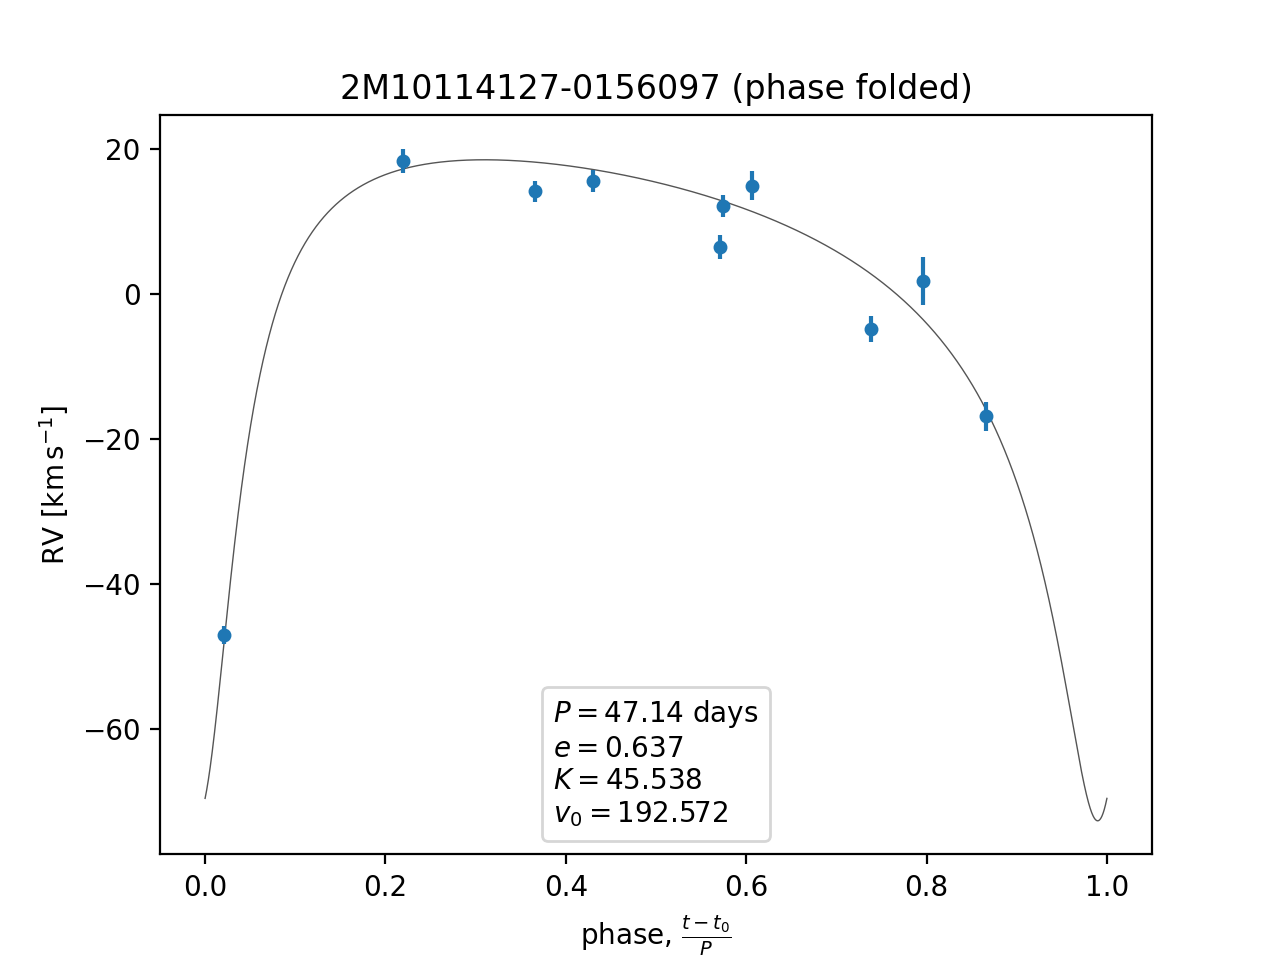 2M10114127-0156097 (phase folded)
20
0
−20
−40
−60
RV [km s⁻¹]
P = 47.14 days
e = 0.637
K = 45.538
v₀ = 192.572
0.0 0.2 0.4 0.6 0.8 1.0
phase, (t − t₀)/P